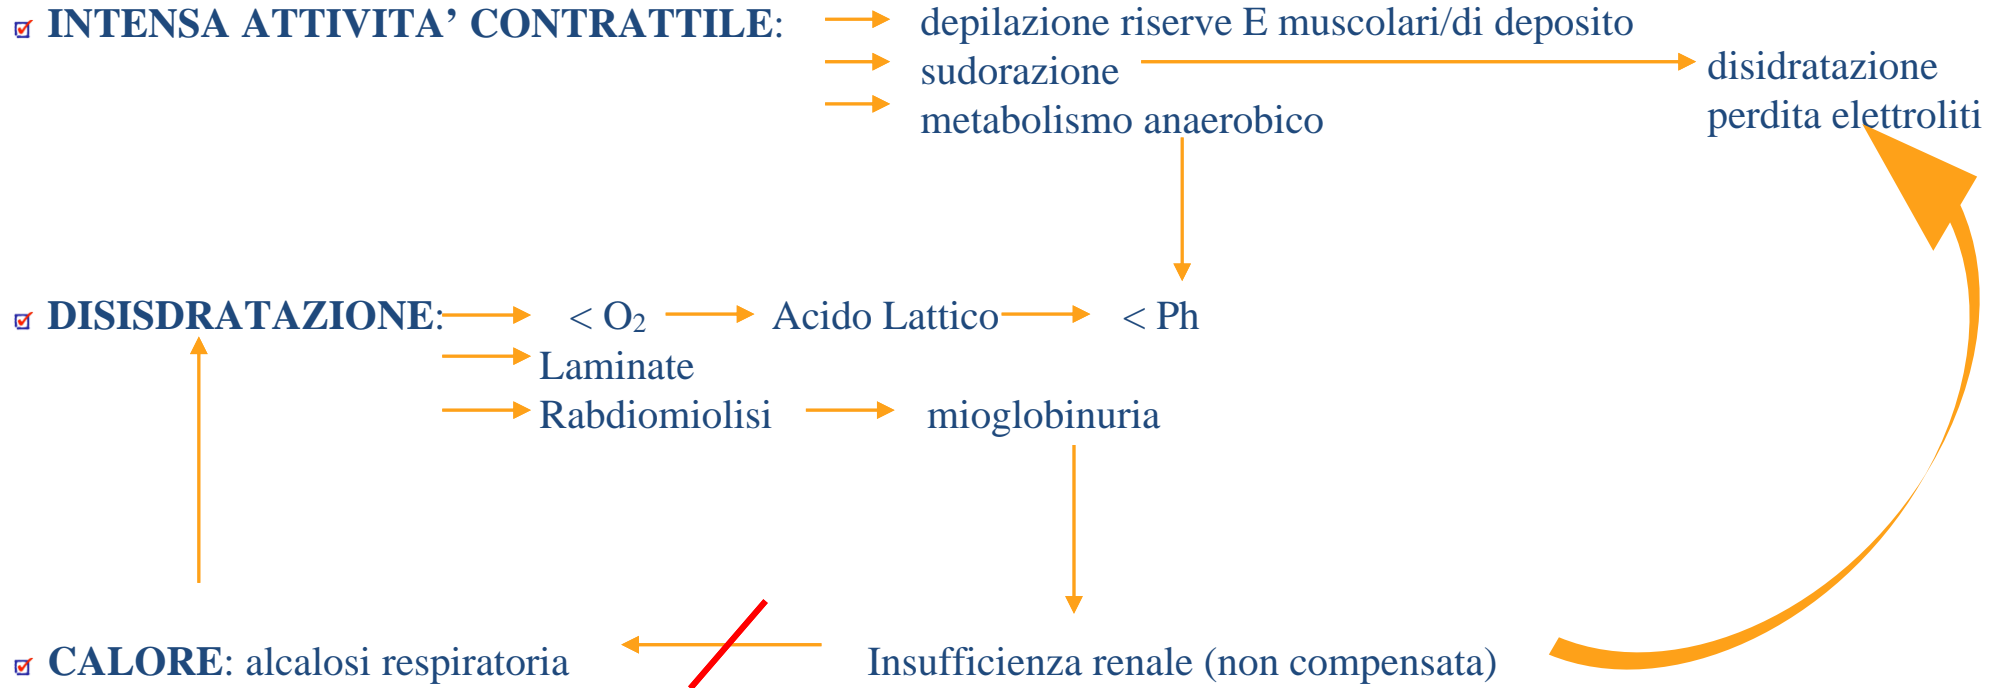 INTENSA ATTIVITA’ CONTRATTILE: depilazione riserve E muscolari/di deposito
sudorazione disidratazione
metabolismo anaerobico perdita elettroliti
DISISDRATAZIONE: < O₂ Acido Lattico < Ph
Laminate
Rabdiomiolisi mioglobinuria
CALORE: alcalosi respiratoria Insufficienza renale (non compensata)